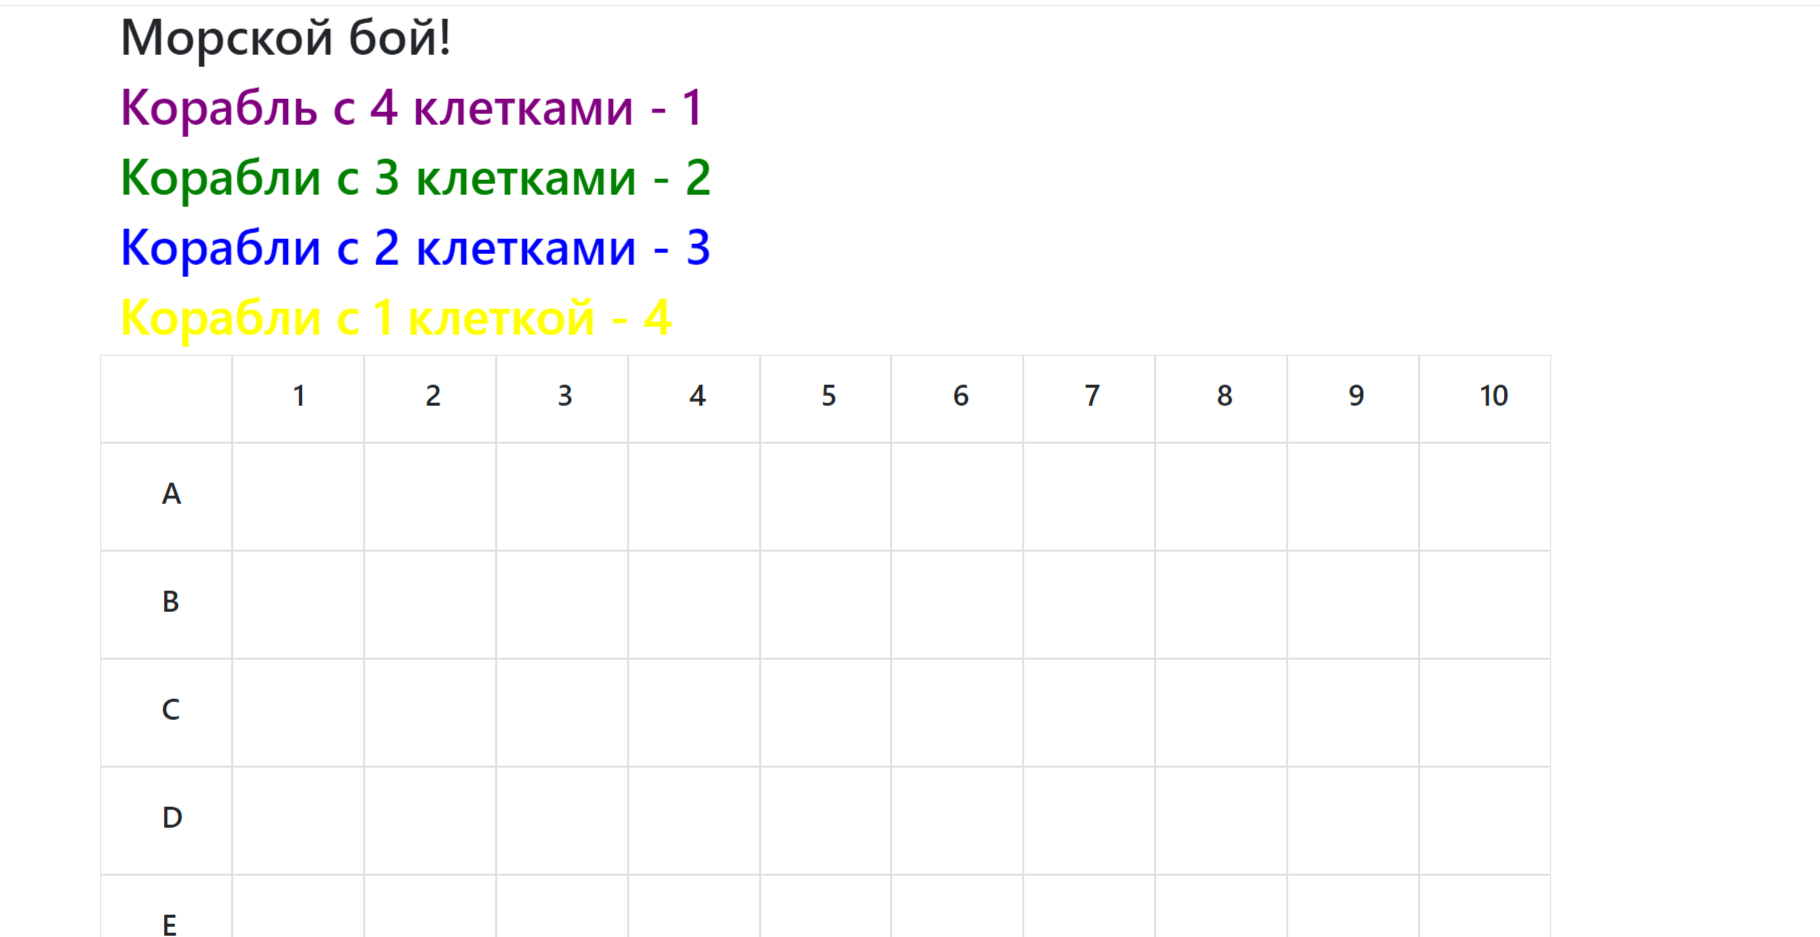 Морской бой!
Корабль с 4 клетками - 1
Корабли с 3 клетками - 2
Корабли с 2 клетками - 3
Корабли с 1 клеткой - 4
1 2 3 4 5 6 7 8 9 10
A
B
C
D
E